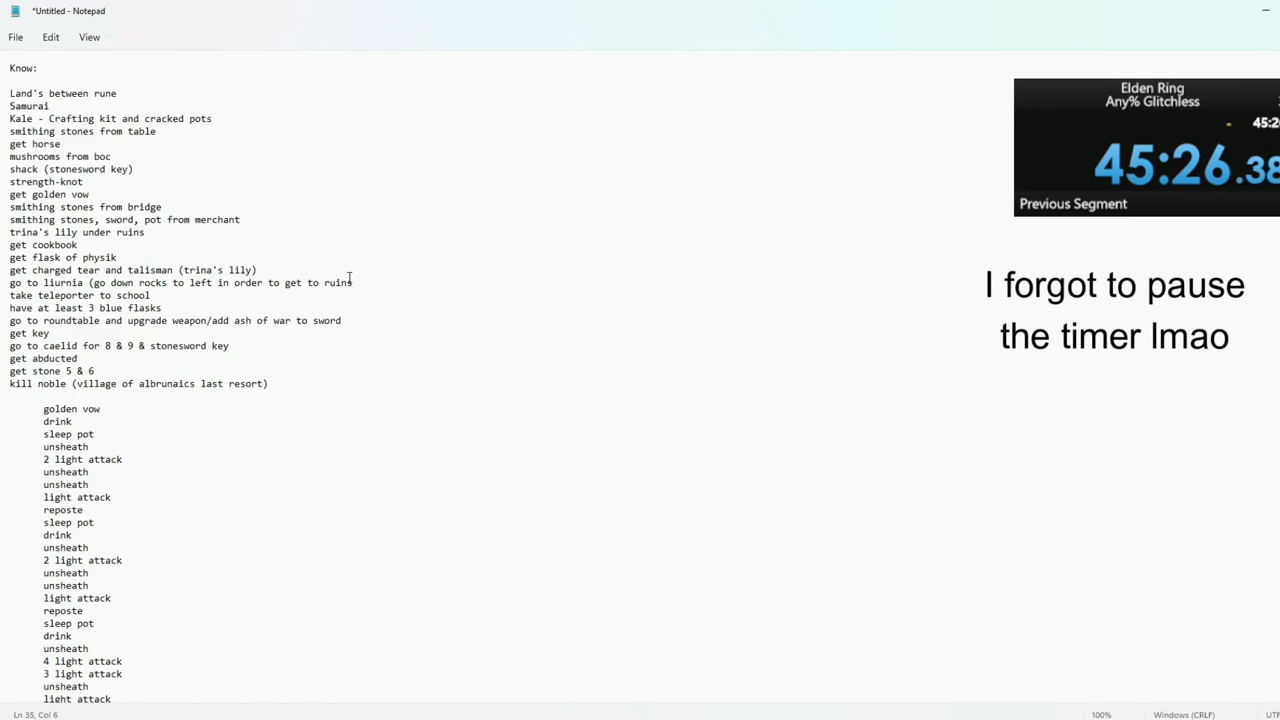 *Untitled - Notepad
File Edit View
Know:
Land's between rune
Samurai
Kale - Crafting kit and cracked pots
smithing stones from table
get horse
mushrooms from boc
shack (stonesword key)
strength-knot
get golden vow
smithing stones from bridge
smithing stones, sword, pot from merchant
trina's lily under ruins
get cookbook
get flask of physik
get charged tear and talisman (trina's lily)
go to liurnia (go down rocks to left in order to get to ruins
take teleporter to school
have at least 3 blue flasks
go to roundtable and upgrade weapon/add ash of war to sword
get key
go to caelid for 8 & 9 & stonesword key
get abducted
get stone 5 & 6
kill noble (village of albrunaics last resort)
golden vow
drink
sleep pot
unsheath
2 light attack
unsheath
unsheath
light attack
reposte
sleep pot
drink
unsheath
2 light attack
unsheath
unsheath
light attack
reposte
sleep pot
drink
unsheath
4 light attack
3 light attack
unsheath
light attack
Elden Ring
Any% Glitchless
45:26.38
Previous Segment
I forgot to pause
the timer lmao
Ln 35, Col 6
100%
Windows (CRLF)